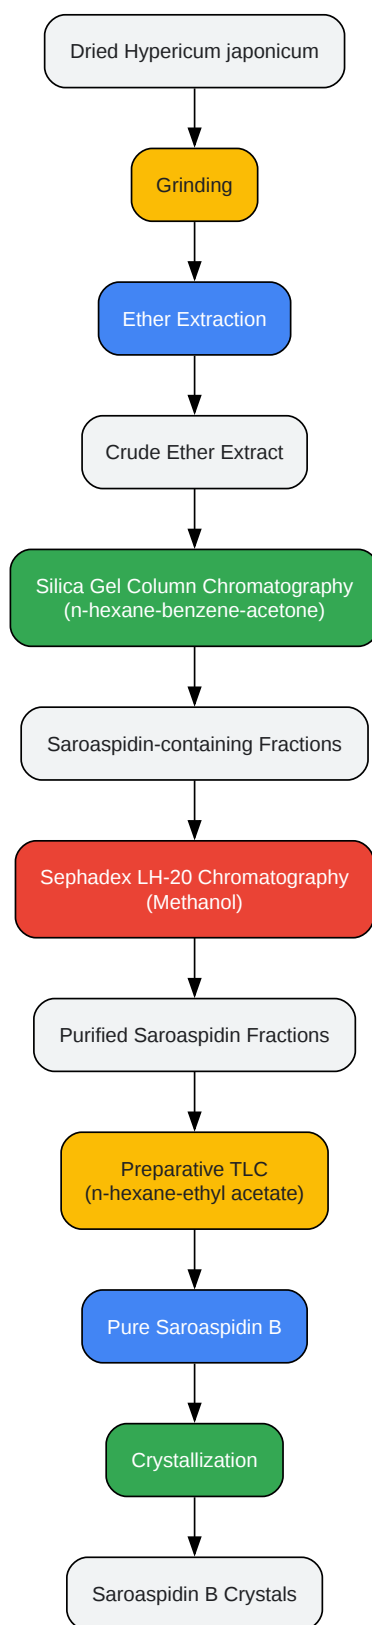 Dried Hypericum japonicum
Grinding
Ether Extraction
Crude Ether Extract
Silica Gel Column Chromatography
(n-hexane-benzene-acetone)
Saroaspidin-containing Fractions
Sephadex LH-20 Chromatography
(Methanol)
Purified Saroaspidin Fractions
Preparative TLC
(n-hexane-ethyl acetate)
Pure Saroaspidin B
Crystallization
Saroaspidin B Crystals